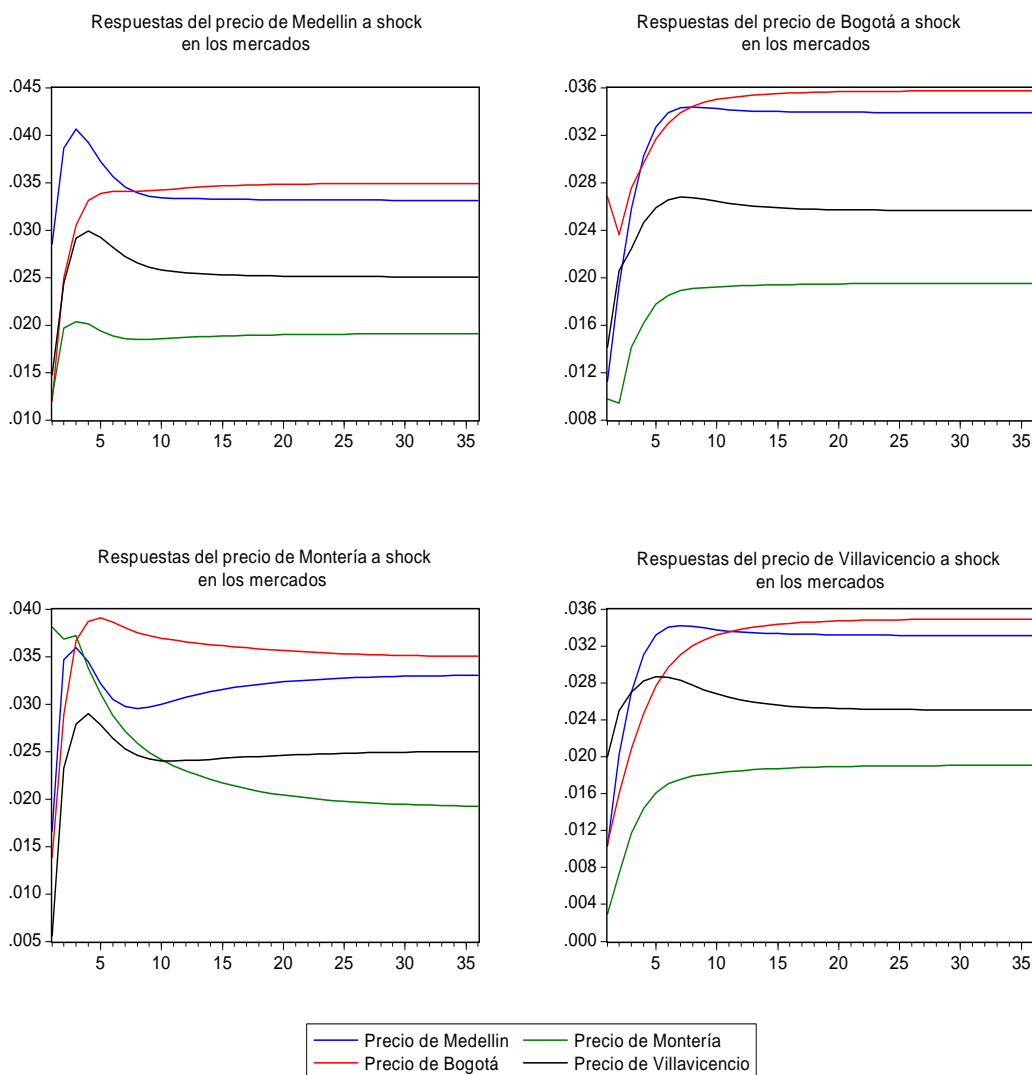 Respuestas del precio de Medellin a shock
en los mercados
.045
.040
.035
.030
.025
.020
.015
.010
5 10 15 20 25 30 35
Respuestas del precio de Bogotá a shock
en los mercados
.036
.032
.028
.024
.020
.016
.012
.008
5 10 15 20 25 30 35
Respuestas del precio de Montería a shock
en los mercados
.040
.035
.030
.025
.020
.015
.010
.005
5 10 15 20 25 30 35
Respuestas del precio de Villavicencio a shock
en los mercados
.036
.032
.028
.024
.020
.016
.012
.008
.004
.000
5 10 15 20 25 30 35
Precio de Medellin Precio de Montería
Precio de Bogotá Precio de Villavicencio